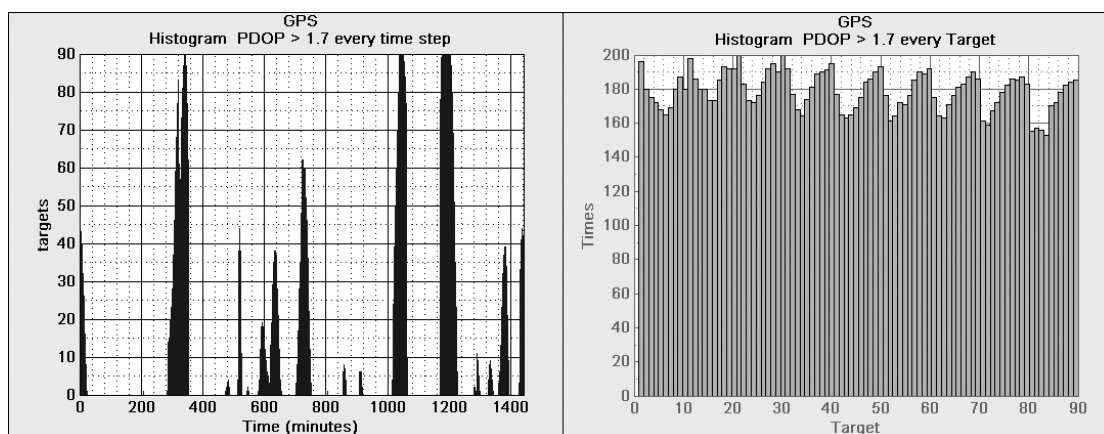 GPS
Histogram PDOP > 1.7 every time step
90
80
70
60
50
40
30
20
10
0
targets
0 200 400 600 800 1000 1200 1400
Time (minutes)
GPS
Histogram PDOP > 1.7 every Target
200
180
160
140
120
100
80
60
40
20
0
Times
0 10 20 30 40 50 60 70 80 90
Target